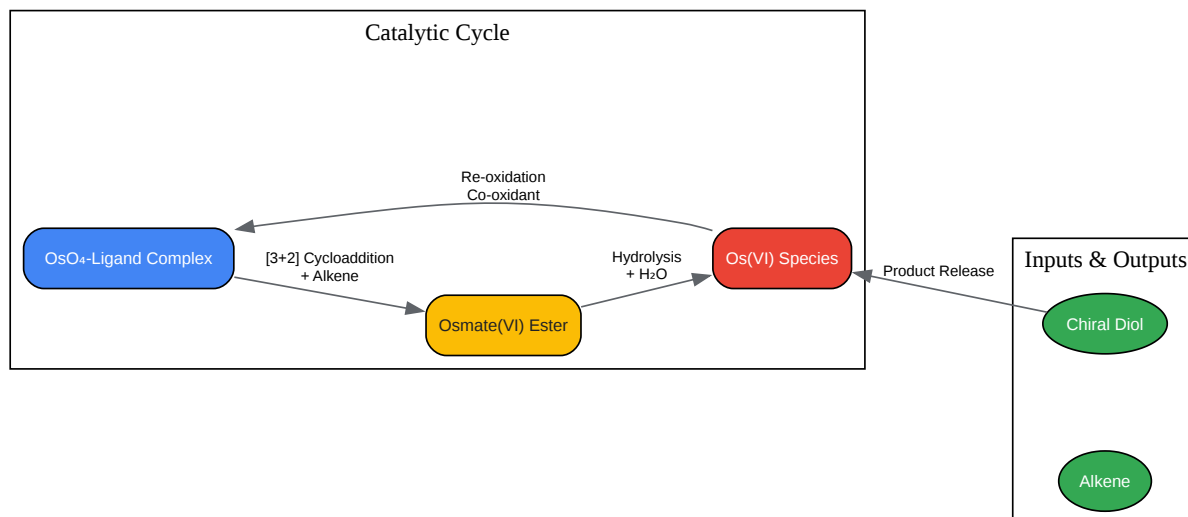 Catalytic Cycle
Re-oxidation
Co-oxidant
OsO₄-Ligand Complex
[3+2] Cycloaddition
+ Alkene
Osmate(VI) Ester
Hydrolysis
+ H₂O
Os(VI) Species
Product Release
Inputs & Outputs
Chiral Diol
Alkene